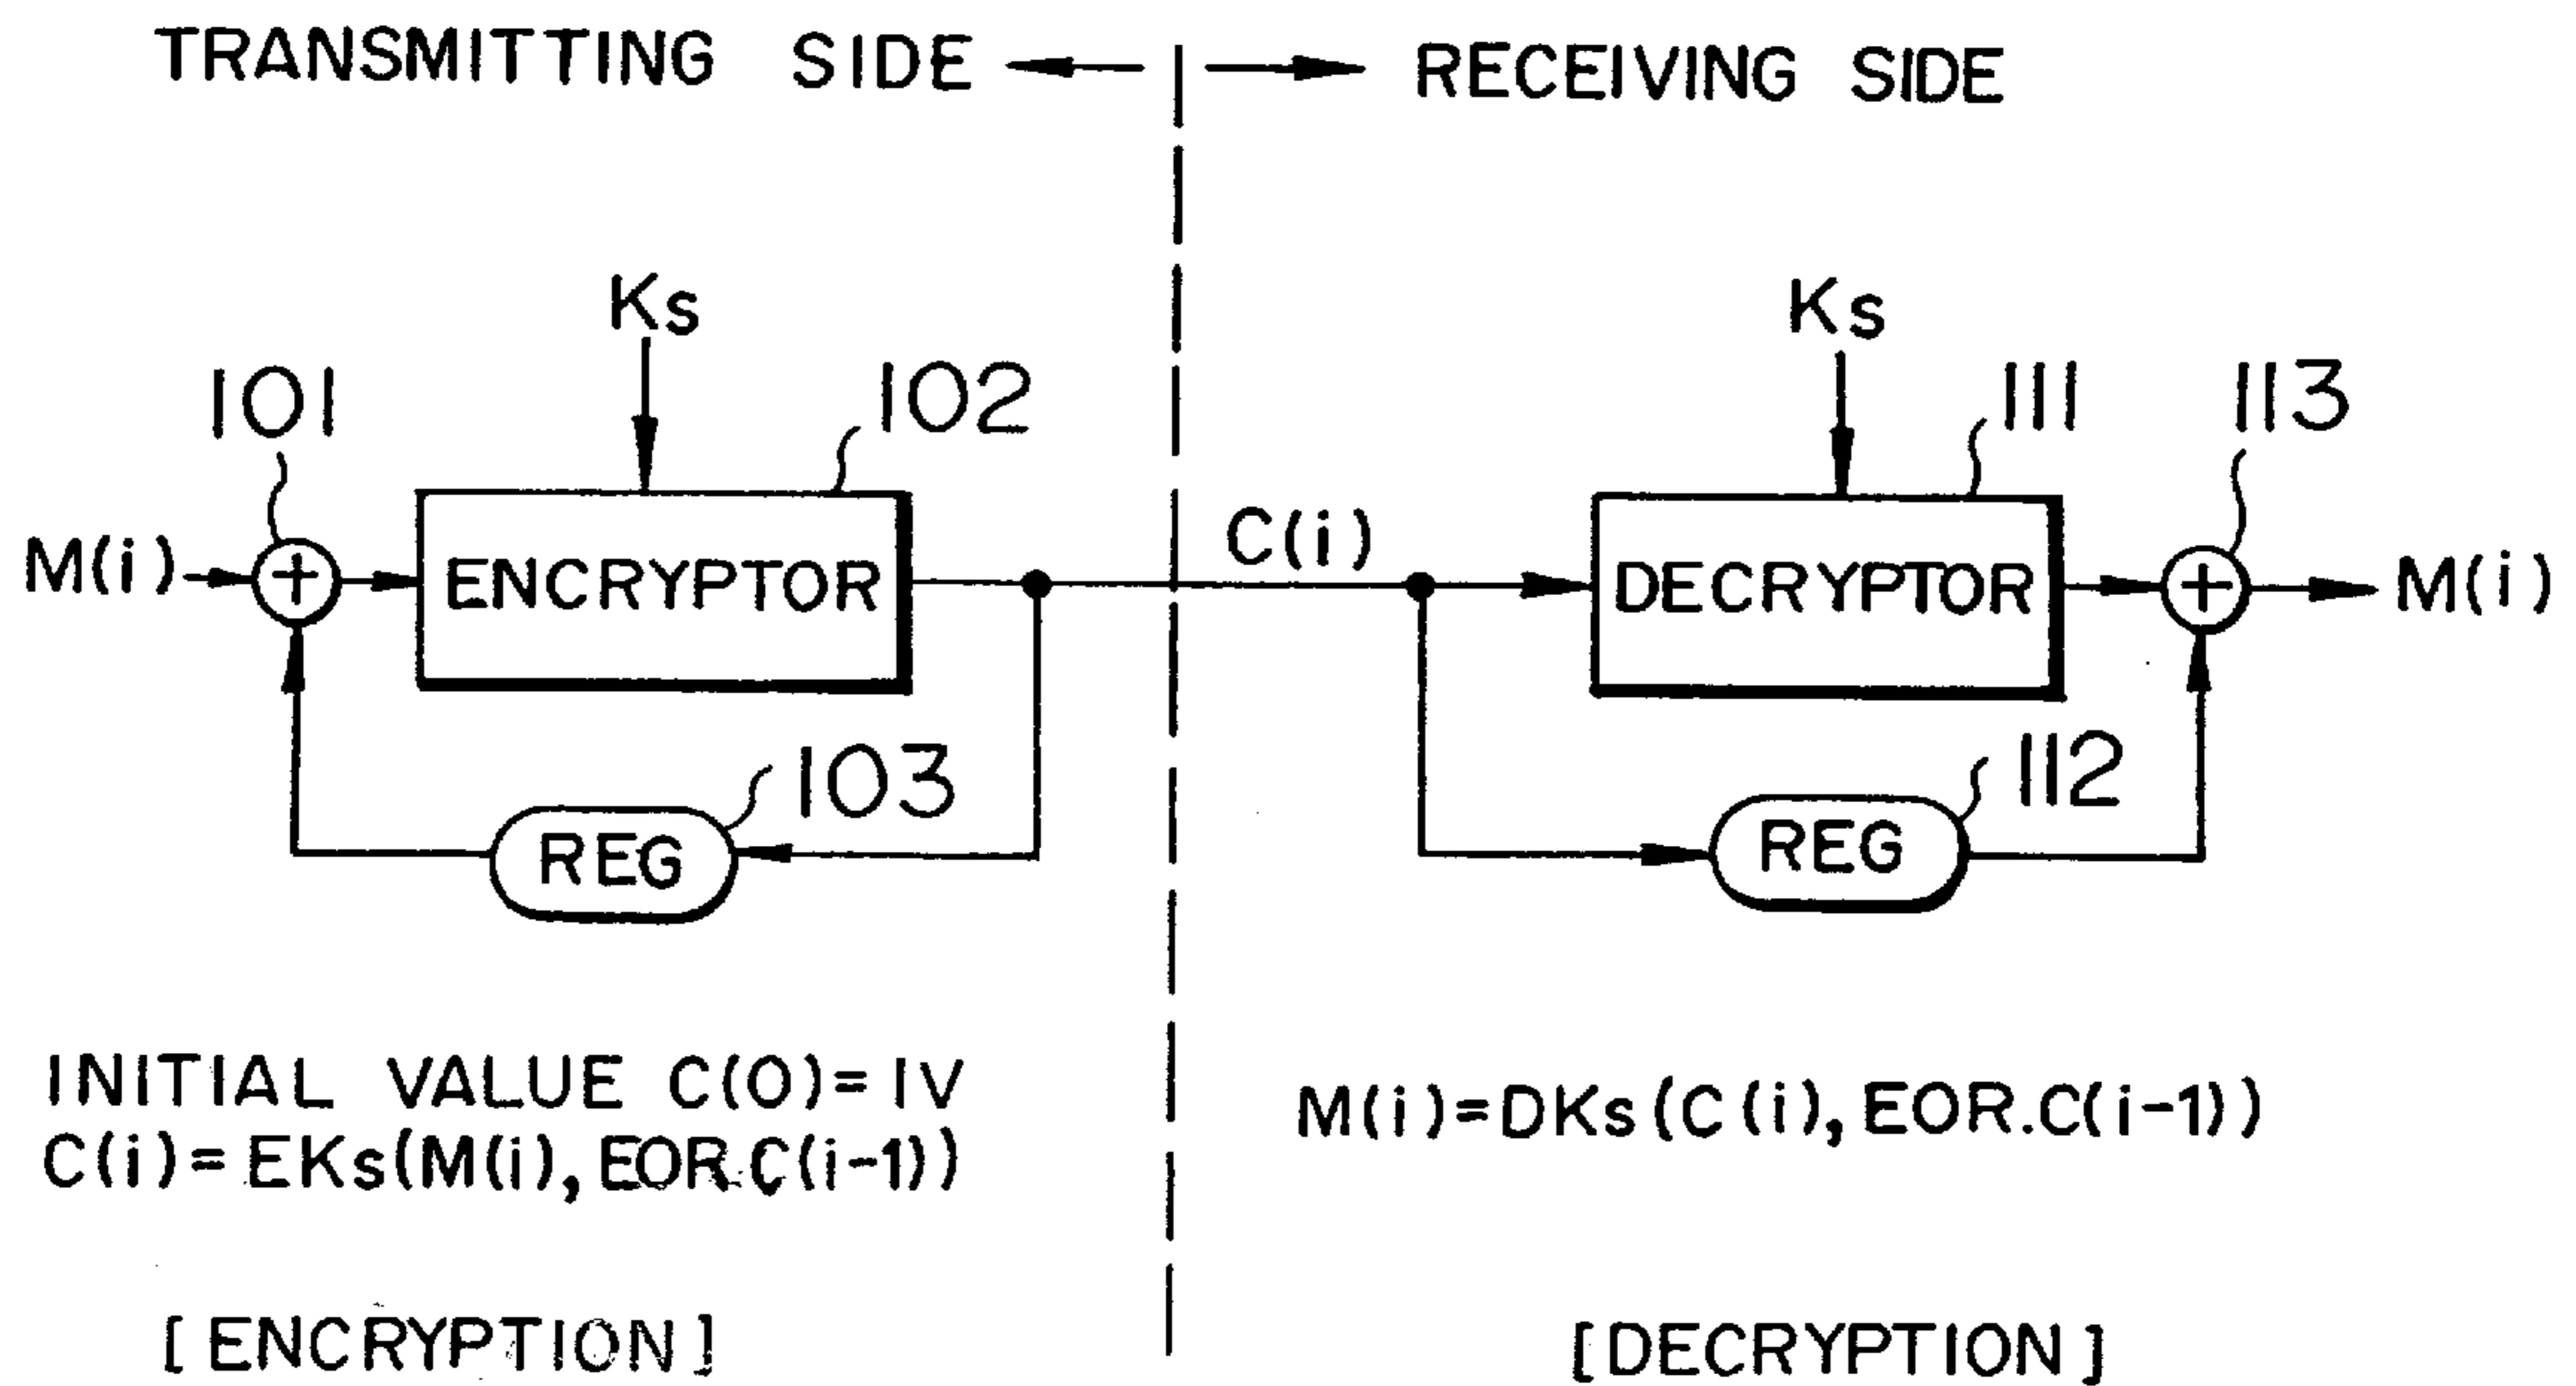 TRANSMITTING SIDE
RECEIVING SIDE
Ks
Ks
101
102
111
113
M(i)
+
ENCRYPTOR
C(i)
DECRYPTOR
+
M(i)
103
112
REG
REG
INITIAL VALUE C(0)=IV
C(i)=EKs(M(i),EOR.C(i-1))
M(i)=DKs(C(i),EOR.C(i-1))
[ENCRYPTION]
[DECRYPTION]